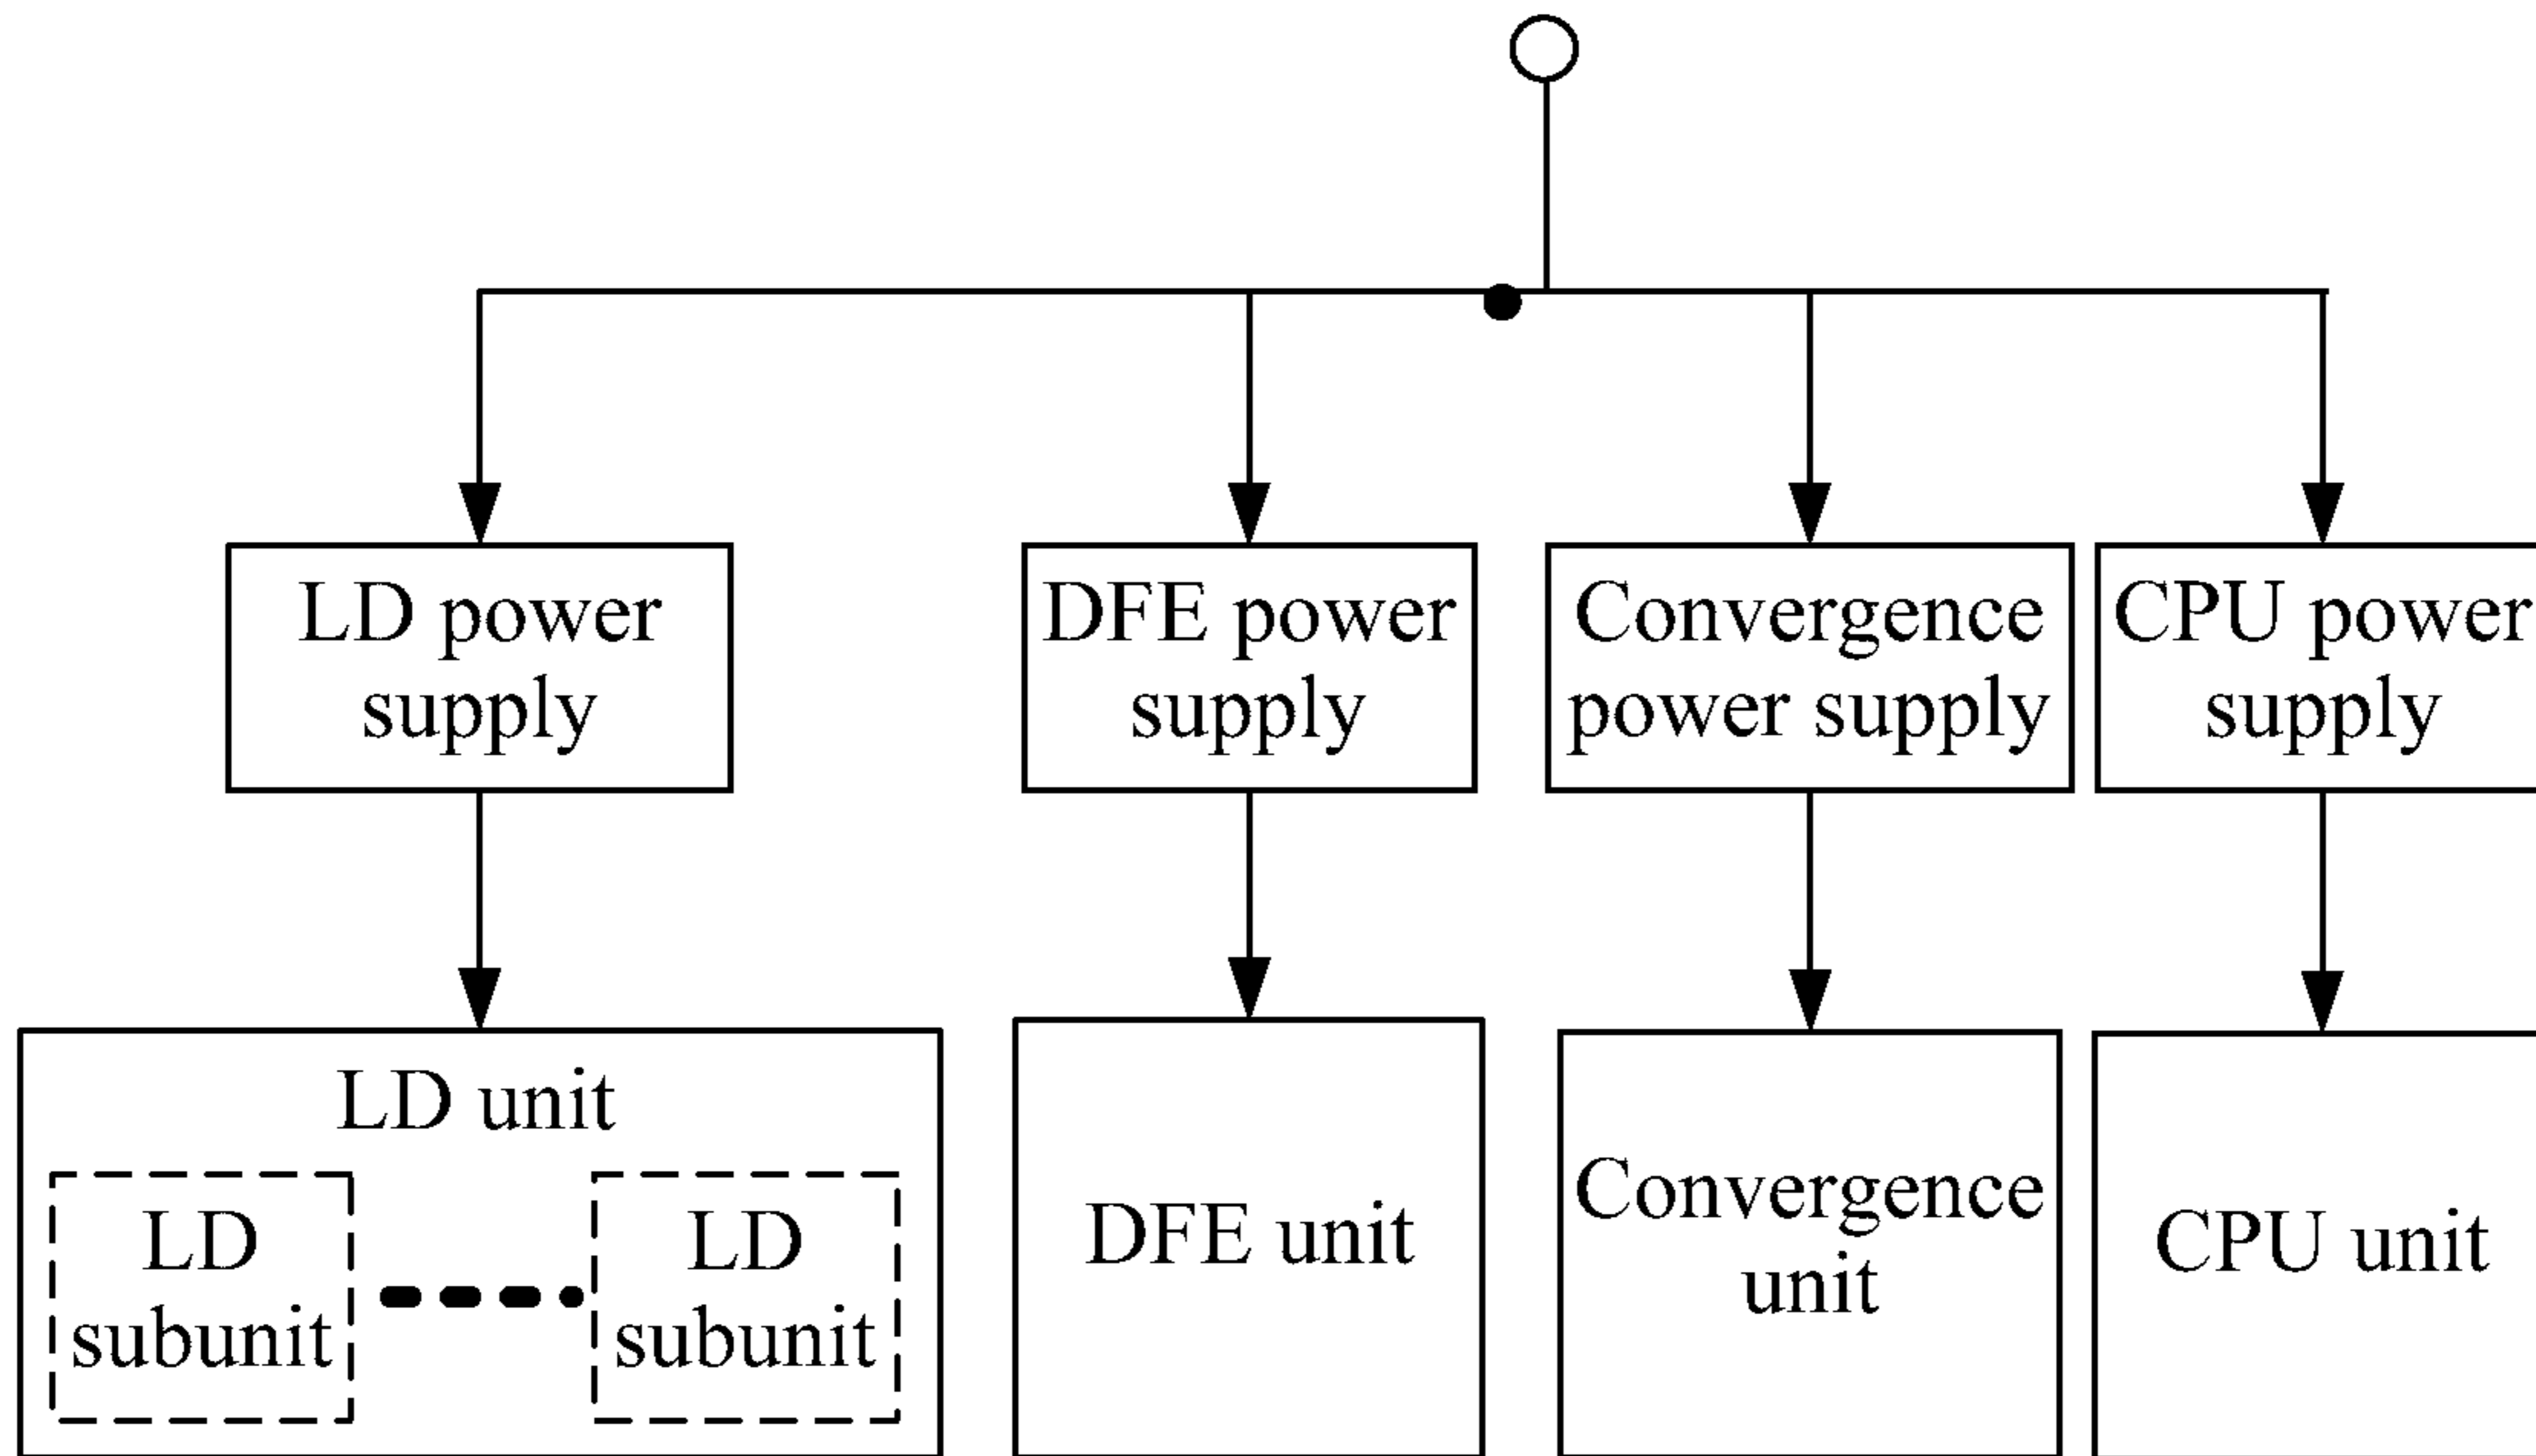 LD power
supply
DFE power
supply
Convergence
power supply
CPU power
supply
LD unit
LD
subunit
LD
subunit
DFE unit
Convergence
unit
CPU unit